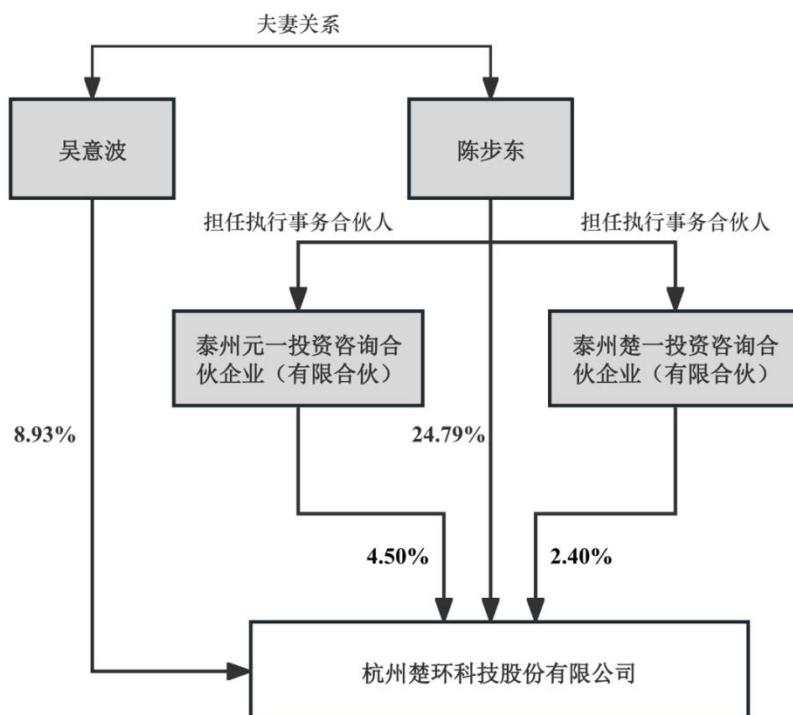 夫妻关系
吴意波
陈步东
担任执行事务合伙人
担任执行事务合伙人
泰州元一投资咨询合
伙企业（有限合伙）
泰州楚一投资咨询合
伙企业（有限合伙）
8.93%
24.79%
4.50%
2.40%
杭州楚环科技股份有限公司